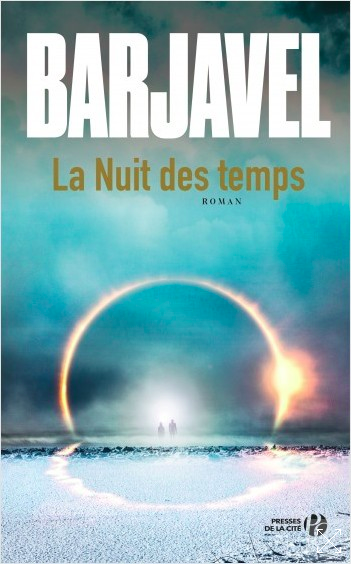 BARJAVEL
La Nuit des temps
ROMAN
PRESSES
DE LA CITÉ